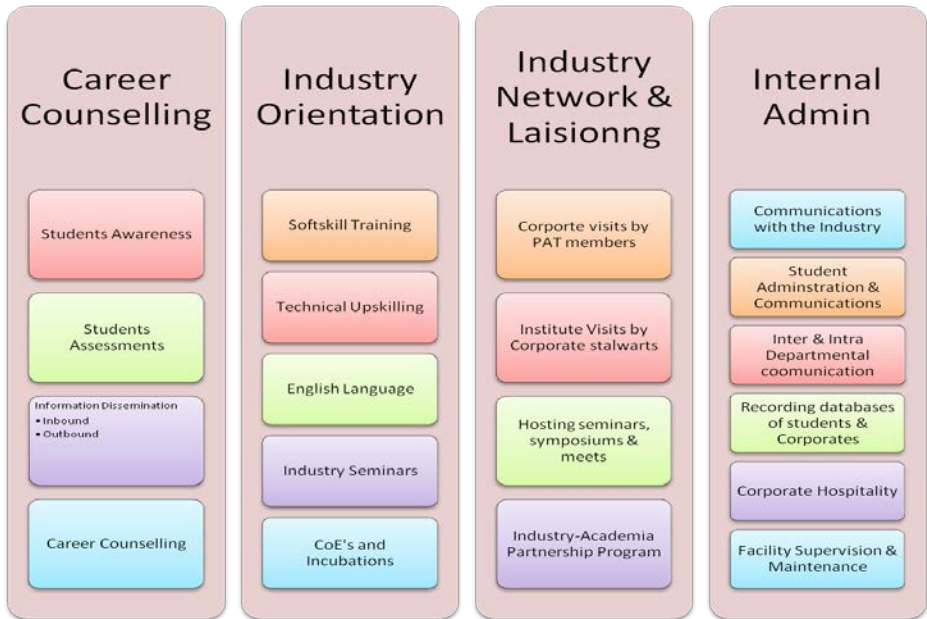 Career
Counselling
Students Awareness
Students
Assessments
Information Dissemination
• Inbound
• Outbound
Career Counselling
Industry
Orientation
Softskill Training
Technical Upskilling
English Language
Industry Seminars
CoE's and
Incubations
Industry
Network &
Laisionng
Corporte visits by
PAT members
Institute Visits by
Corporate stalwarts
Hosting seminars,
symposiums &
meets
Industry-Academia
Partnership Program
Internal
Admin
Communications
with the Industry
Student
Adminstration &
Communications
Inter & Intra
Departmental
coomunication
Recording databases
of students &
Corporates
Corporate Hospitality
Facility Supervision &
Maintenance